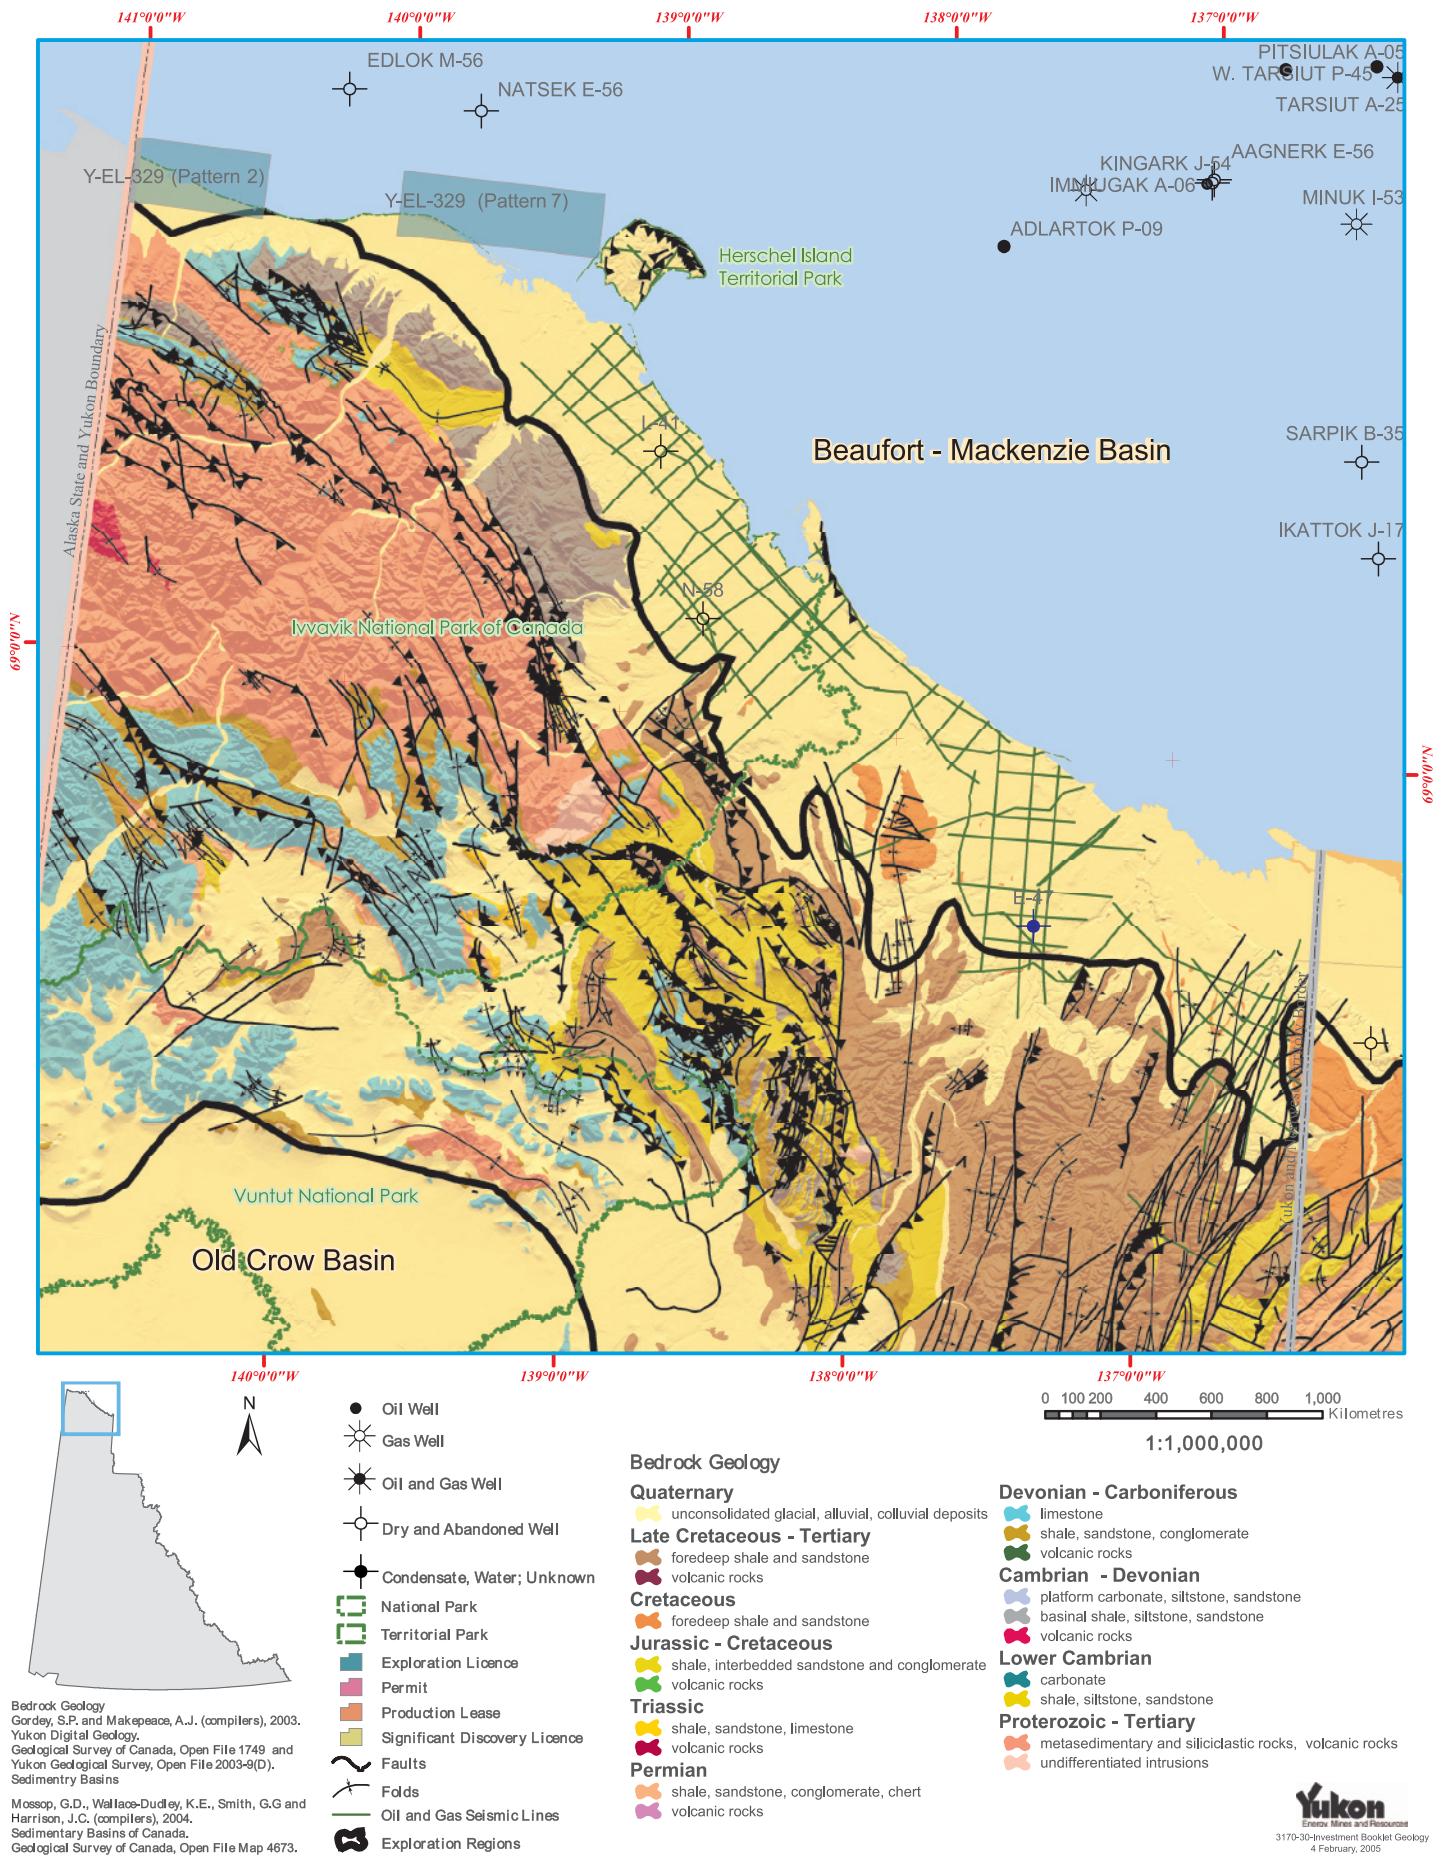 141°0'0"W
140°0'0"W
139°0'0"W
138°0'0"W
137°0'0"W
EDLOK M-56
NATSEK E-56
PITSIULAK A-05
W. TARSIUT P-45
TARSIUT A-25
AAGNERK E-56
KINGARK J-54
IMMIUGAK A-06
MINUK I-53
ADLARTOK P-09
Y-EL-329 (Pattern 2)
Y-EL-329 (Pattern 7)
Herschel Island
Territorial Park
Alaska State and Yukon Boundary
L-41
Beaufort - Mackenzie Basin
SARPIK B-35
IKATTOK J-17
N-58
69°0'0"N
Ivvavik National Park of Canada
69°0'0"N
E-47
Yukon and Northwest Territory Border
Vuntut National Park
Old Crow Basin
140°0'0"W
139°0'0"W
138°0'0"W
137°0'0"W
N
Oil Well
Gas Well
Oil and Gas Well
Dry and Abandoned Well
Condensate, Water; Unknown
National Park
Territorial Park
Exploration Licence
Permit
Production Lease
Significant Discovery Licence
Faults
Folds
Oil and Gas Seismic Lines
Exploration Regions
0 100 200 400 600 800 1,000
Kilometres
1:1,000,000
Bedrock Geology
Quaternary
unconsolidated glacial, alluvial, colluvial deposits
Late Cretaceous - Tertiary
foredeep shale and sandstone
volcanic rocks
Cretaceous
foredeep shale and sandstone
Jurassic - Cretaceous
shale, interbedded sandstone and conglomerate
volcanic rocks
Triassic
shale, sandstone, limestone
volcanic rocks
Permian
shale, sandstone, conglomerate, chert
volcanic rocks
Devonian - Carboniferous
limestone
shale, sandstone, conglomerate
volcanic rocks
Cambrian - Devonian
platform carbonate, siltstone, sandstone
basinal shale, siltstone, sandstone
volcanic rocks
Lower Cambrian
carbonate
shale, siltstone, sandstone
Proterozoic - Tertiary
metasedimentary and siliciclastic rocks, volcanic rocks
undifferentiated intrusions
Bedrock Geology
Gordey, S.P. and Makepeace, A.J. (compilers), 2003.
Yukon Digital Geology.
Geological Survey of Canada, Open File 1749 and
Yukon Geological Survey, Open File 2003-9(D).
Sedimentry Basins
Mossop, G.D., Wallace-Dudley, K.E., Smith, G.G and
Harrison, J.C. (compilers), 2004.
Sedimentary Basins of Canada.
Geological Survey of Canada, Open File Map 4673.
Yukon
Energy, Mines and Resources
3170-30-Investment Booklet Geology
4 February, 2005